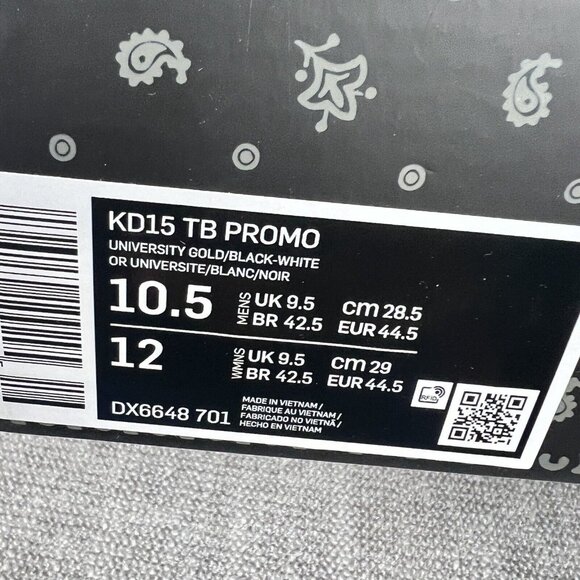 KD15 TB PROMO
UNIVERSITY GOLD/BLACK-WHITE
OR UNIVERSITE/BLANC/NOIR
10.5 MENS UK 9.5 CM 28.5
BR 42.5 EUR 44.5
12 WMNS UK 9.5 CM 29
BR 42.5 EUR 44.5
DX6648 701
MADE IN VIETNAM/
FABRIQUE AU VIETNAM/
FABRICADO NO VIETNÃ/
HECHO EN VIETNAM
RFID